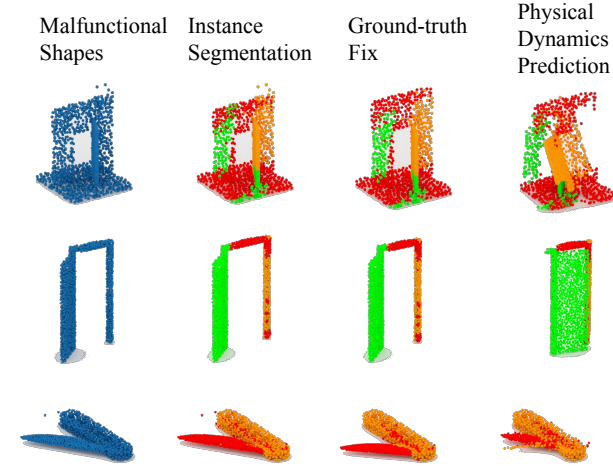 Malfunctional
Shapes
Instance
Segmentation
Ground-truth
Fix
Physical
Dynamics
Prediction